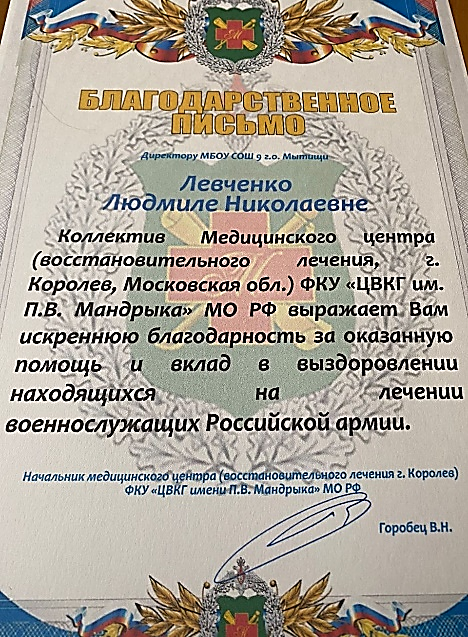 БЛАГОДАРСТВЕННОЕ
ПИСЬМО
Директору МБОУ СОШ 9 г.о. Мытищи
Левченко
Людмиле Николаевне
Коллектив Медицинского центра
(восстановительного лечения, г.
Королев, Московская обл.) ФКУ «ЦВКГ им.
П.В. Мандрыка» МО РФ выражает Вам
искреннюю благодарность за оказанную
помощь и вклад в выздоровлении
находящихся на лечении
военнослужащих Российской армии.
Начальник медицинского центра (восстановительного лечения г. Королев)
ФКУ «ЦВКГ имени П.В. Мандрыка» МО РФ
Горобец В.Н.